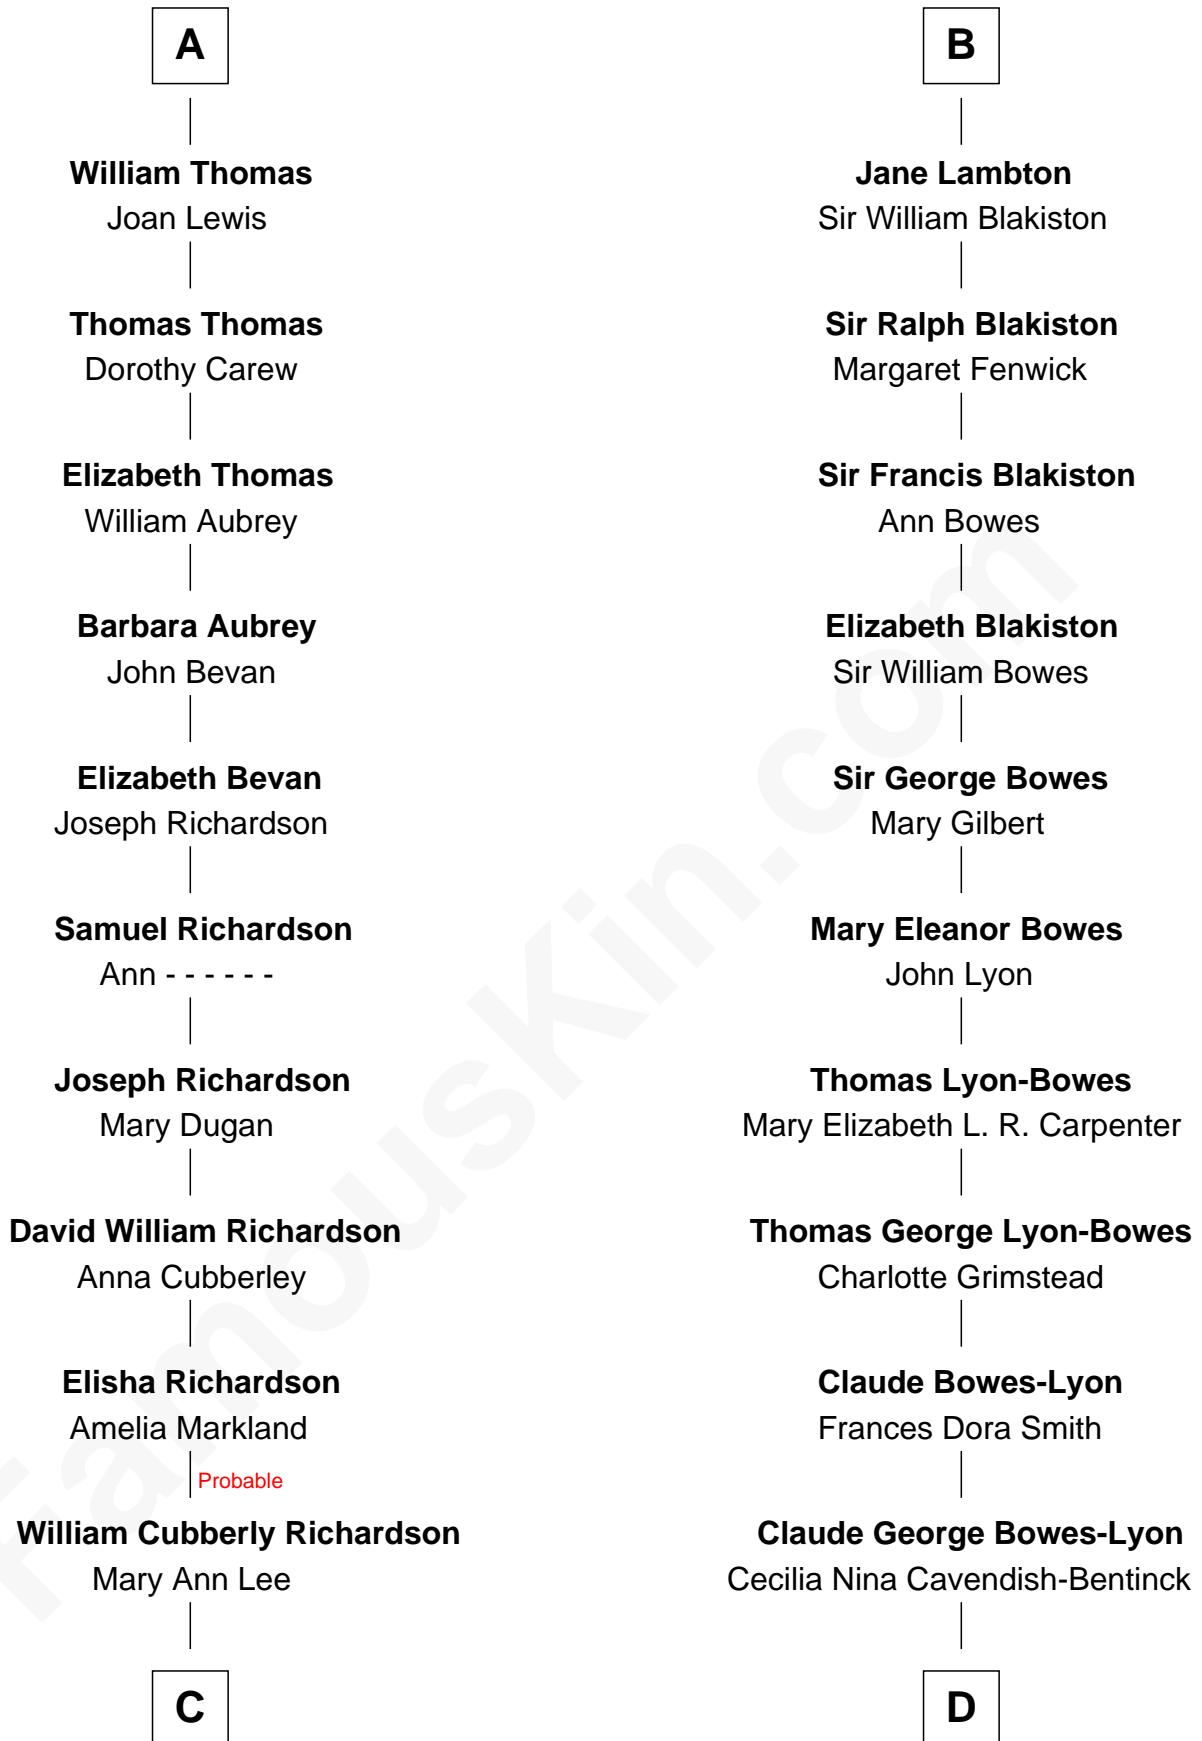 A
William Thomas
Joan Lewis
Thomas Thomas
Dorothy Carew
Elizabeth Thomas
William Aubrey
Barbara Aubrey
John Bevan
Elizabeth Bevan
Joseph Richardson
Samuel Richardson
Ann - - - - - -
Joseph Richardson
Mary Dugan
David William Richardson
Anna Cubberley
Elisha Richardson
Amelia Markland
Probable
William Cubberly Richardson
Mary Ann Lee
C
B
Jane Lambton
Sir William Blakiston
Sir Ralph Blakiston
Margaret Fenwick
Sir Francis Blakiston
Ann Bowes
Elizabeth Blakiston
Sir William Bowes
Sir George Bowes
Mary Gilbert
Mary Eleanor Bowes
John Lyon
Thomas Lyon-Bowes
Mary Elizabeth L. R. Carpenter
Thomas George Lyon-Bowes
Charlotte Grimstead
Claude Bowes-Lyon
Frances Dora Smith
Claude George Bowes-Lyon
Cecilia Nina Cavendish-Bentinck
D
FamousKin.com